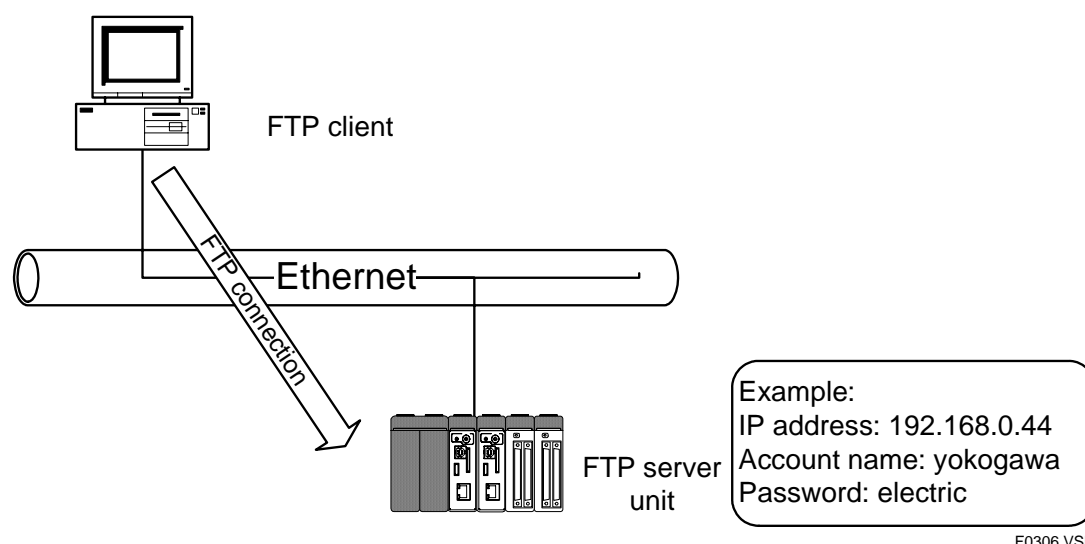 FTP client
FTP connection
Ethernet
FTP server
unit
Example:
IP address: 192.168.0.44
Account name: yokogawa
Password: electric
F0306.VS